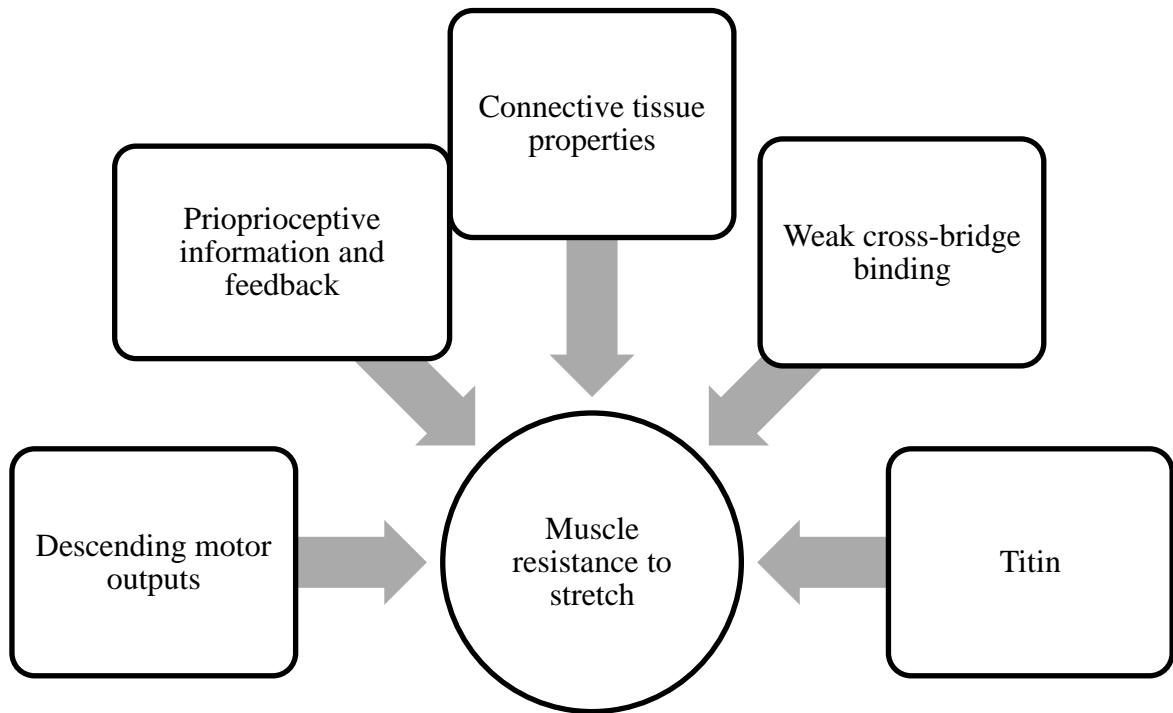 Connective tissue
properties
Prioprioceptive
information and
feedback
Weak cross-bridge
binding
Descending motor
outputs
Muscle
resistance to
stretch
Titin